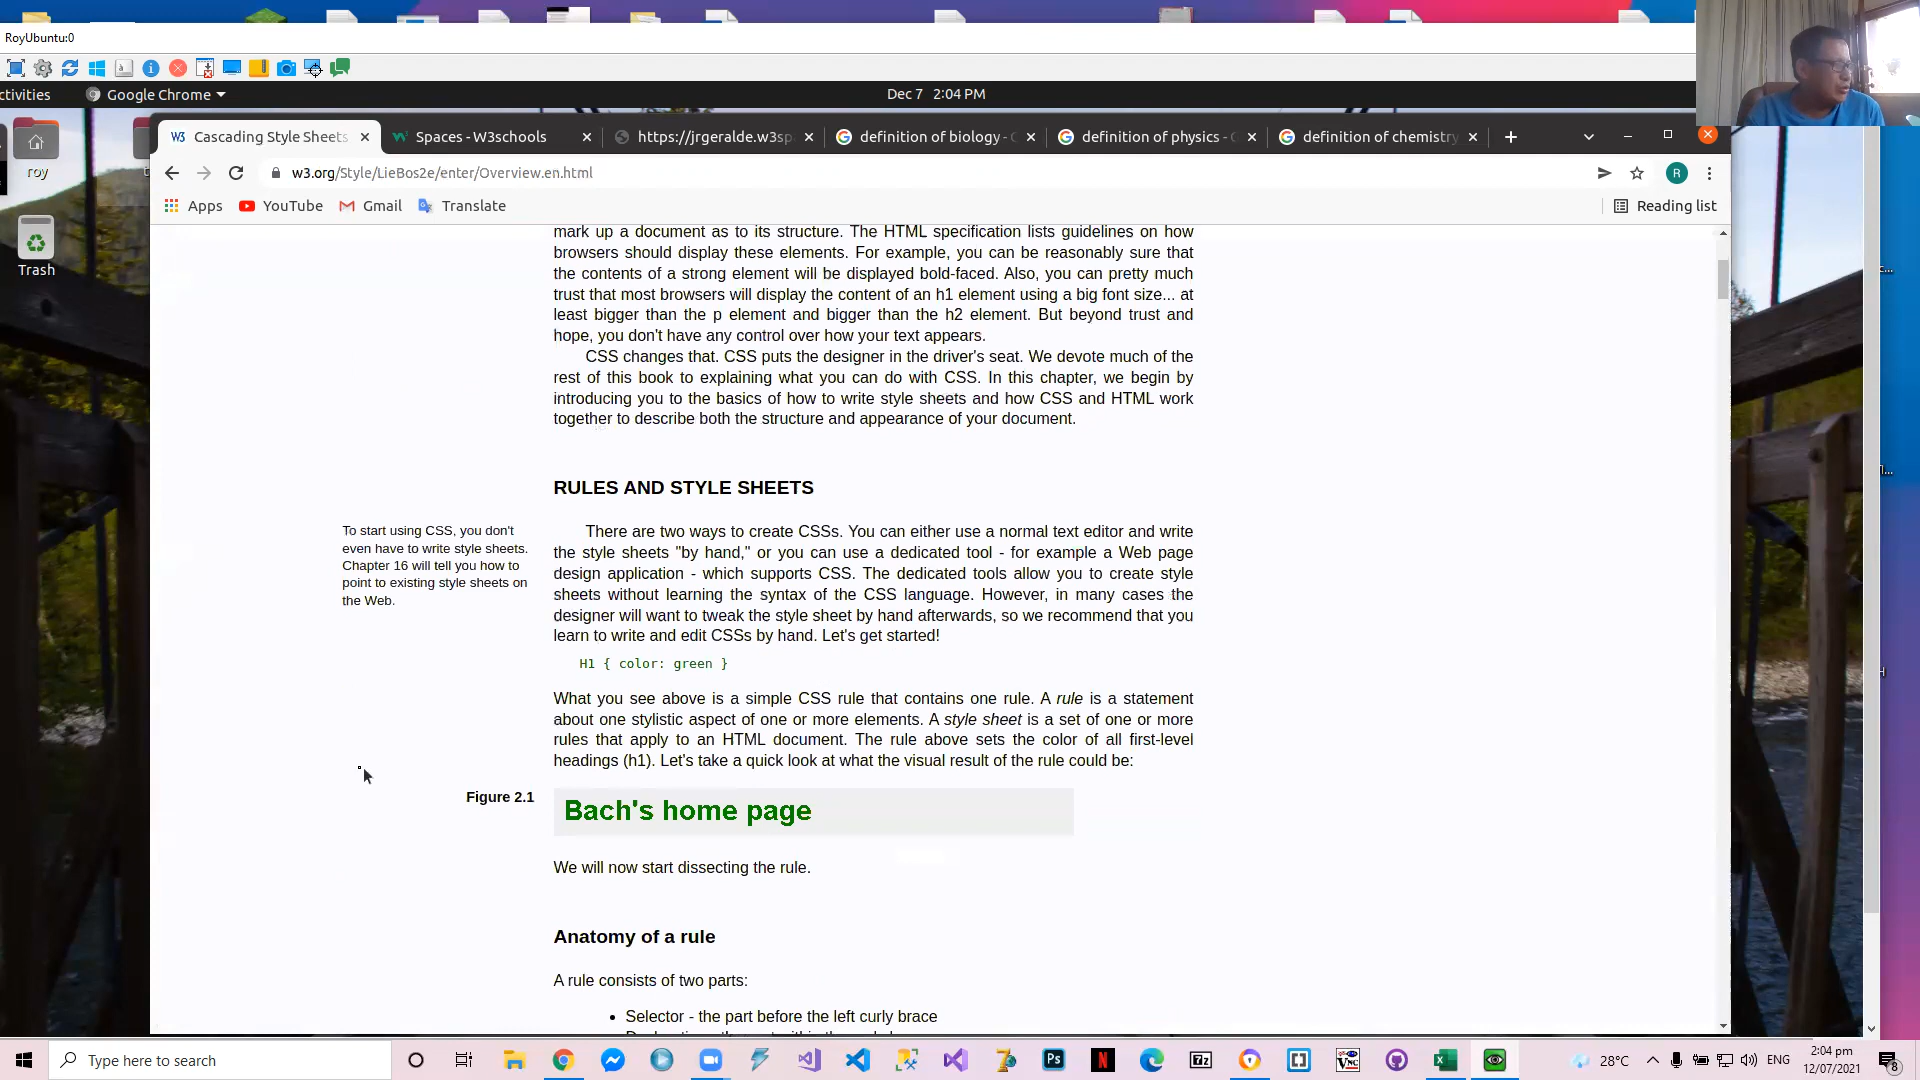 RoyUbuntu:0
ctivities
Google Chrome
Dec 7 2:04 PM
Cascading Style Sheets
Spaces - W3schools
https://jrgeralde.w3sp
definition of biology -
definition of physics -
definition of chemistry
w3.org/Style/LieBos2e/enter/Overview.en.html
R
Apps
YouTube
Gmail
Translate
Reading list
roy
Trash
mark up a document as to its structure. The HTML specification lists guidelines on how
browsers should display these elements. For example, you can be reasonably sure that
the contents of a strong element will be displayed bold-faced. Also, you can pretty much
trust that most browsers will display the content of an h1 element using a big font size... at
least bigger than the p element and bigger than the h2 element. But beyond trust and
hope, you don't have any control over how your text appears.
CSS changes that. CSS puts the designer in the driver's seat. We devote much of the
rest of this book to explaining what you can do with CSS. In this chapter, we begin by
introducing you to the basics of how to write style sheets and how CSS and HTML work
together to describe both the structure and appearance of your document.
RULES AND STYLE SHEETS
To start using CSS, you don't
even have to write style sheets.
Chapter 16 will tell you how to
point to existing style sheets on
the Web.
There are two ways to create CSSs. You can either use a normal text editor and write
the style sheets "by hand," or you can use a dedicated tool - for example a Web page
design application - which supports CSS. The dedicated tools allow you to create style
sheets without learning the syntax of the CSS language. However, in many cases the
designer will want to tweak the style sheet by hand afterwards, so we recommend that you
learn to write and edit CSSs by hand. Let's get started!
H1 { color: green }
What you see above is a simple CSS rule that contains one rule. A rule is a statement
about one stylistic aspect of one or more elements. A style sheet is a set of one or more
rules that apply to an HTML document. The rule above sets the color of all first-level
headings (h1). Let's take a quick look at what the visual result of the rule could be:
Figure 2.1
Bach's home page
We will now start dissecting the rule.
Anatomy of a rule
A rule consists of two parts:
• Selector - the part before the left curly brace
Type here to search
28°C
ENG
2:04 pm
12/07/2021
8